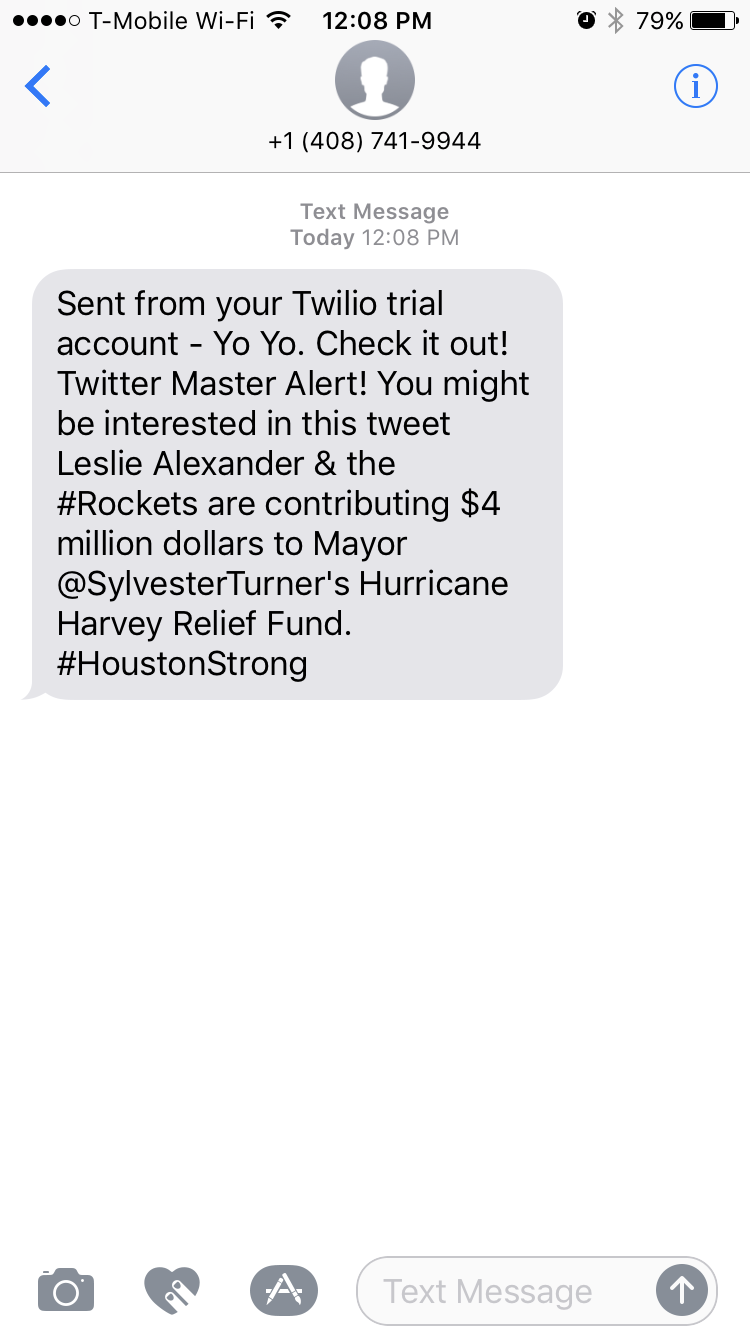 T-Mobile Wi-Fi 12:08 PM 79%
+1 (408) 741-9944
Text Message
Today 12:08 PM
Sent from your Twilio trial
account - Yo Yo. Check it out!
Twitter Master Alert! You might
be interested in this tweet
Leslie Alexander & the
#Rockets are contributing $4
million dollars to Mayor
@SylvesterTurner's Hurricane
Harvey Relief Fund.
#HoustonStrong
Text Message